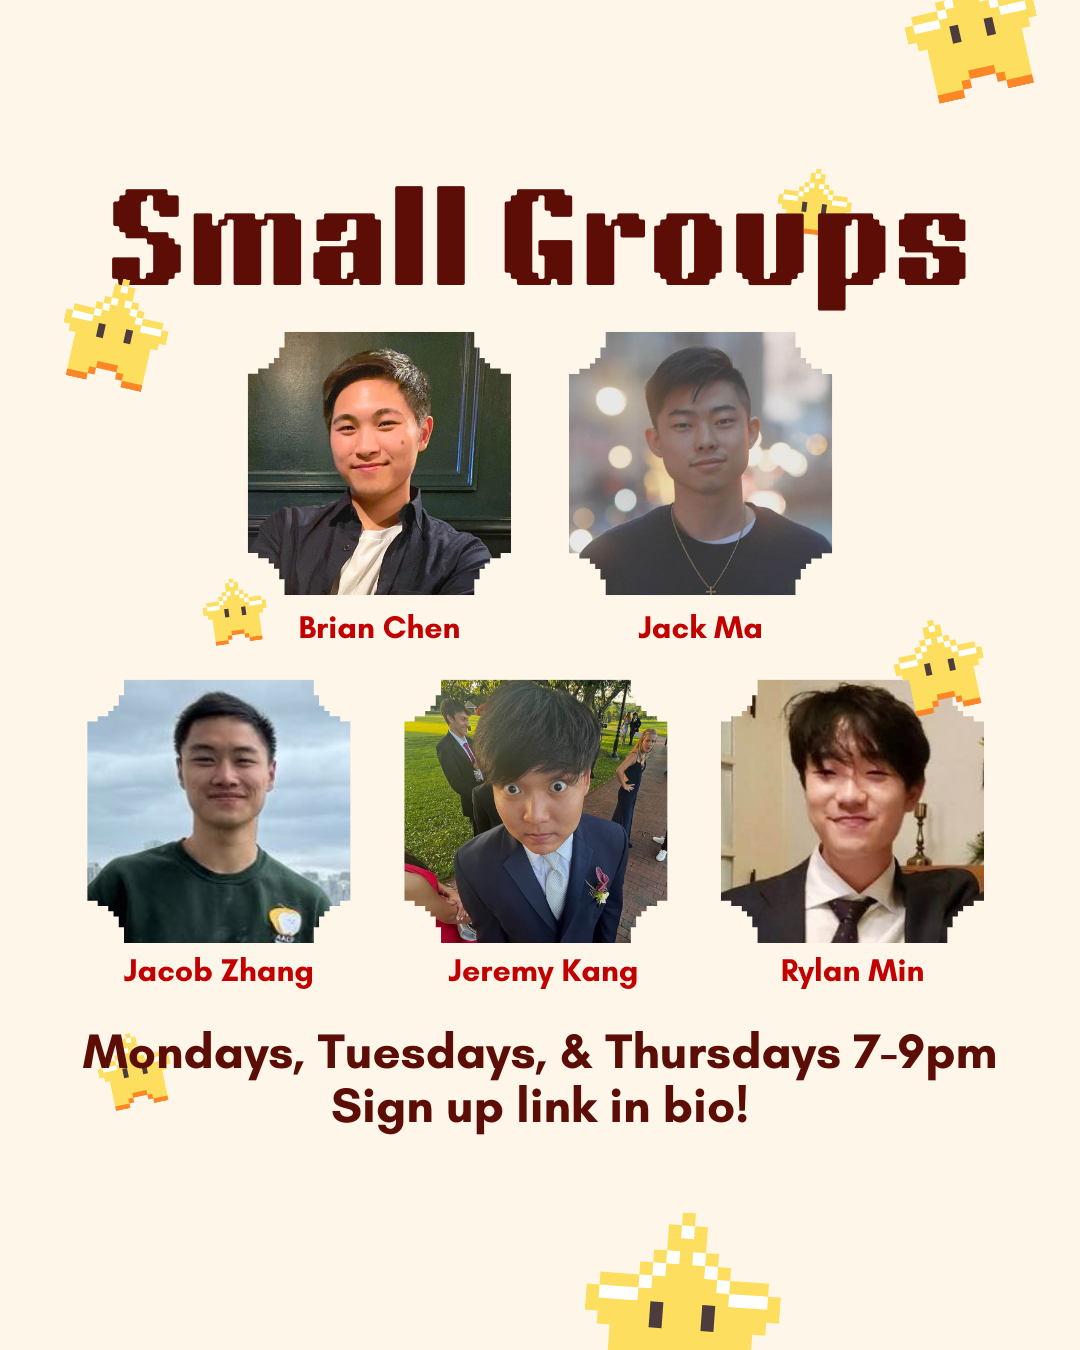 Small Groups
Brian Chen
Jack Ma
Jacob Zhang
Jeremy Kang
Rylan Min
Mondays, Tuesdays, & Thursdays 7-9pm
Sign up link in bio!